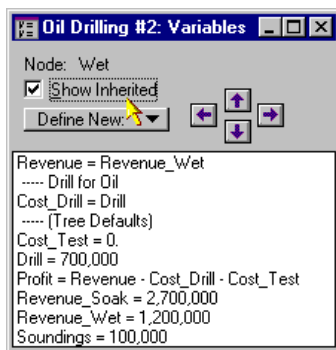 Oil Drilling #2: Variables
Node: Wet
Show Inherited
Define New:
Revenue = Revenue_Wet
----- Drill for Oil
Cost_Drill = Drill
----- (Tree Defaults)
Cost_Test = 0.
Drill = 700,000
Profit = Revenue - Cost_Drill - Cost_Test
Revenue_Soak = 2,700,000
Revenue_Wet = 1,200,000
Soundings = 100,000